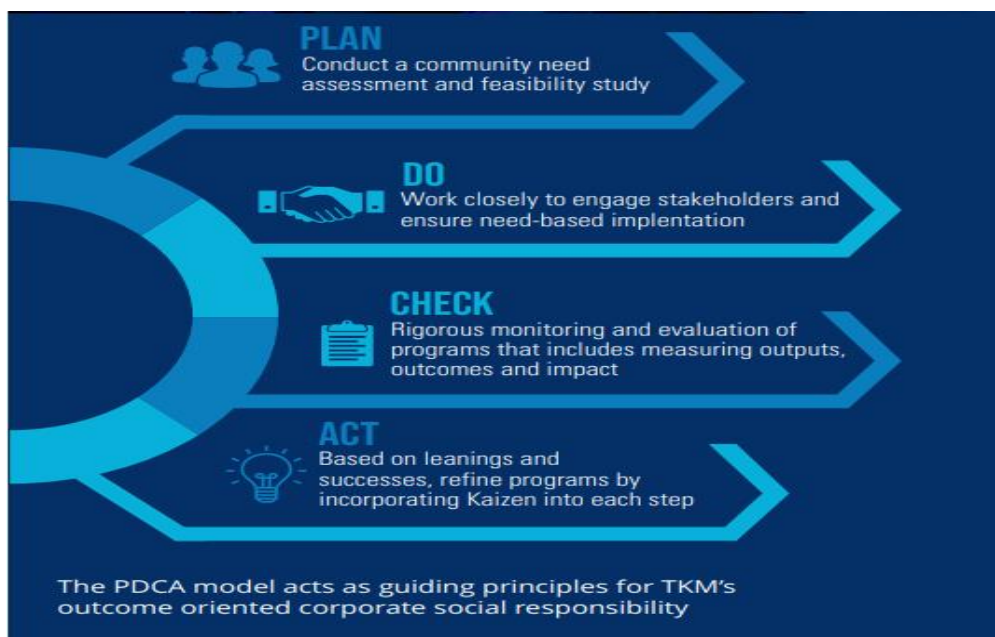 PLAN
Conduct a community need
assessment and feasibility study
DO
Work closely to engage stakeholders and
ensure need-based implentation
CHECK
Rigorous monitoring and evaluation of
programs that includes measuring outputs,
outcomes and impact
ACT
Based on leanings and
successes, refine programs by
incorporating Kaizen into each step
The PDCA model acts as guiding principles for TKM's
outcome oriented corporate social responsibility